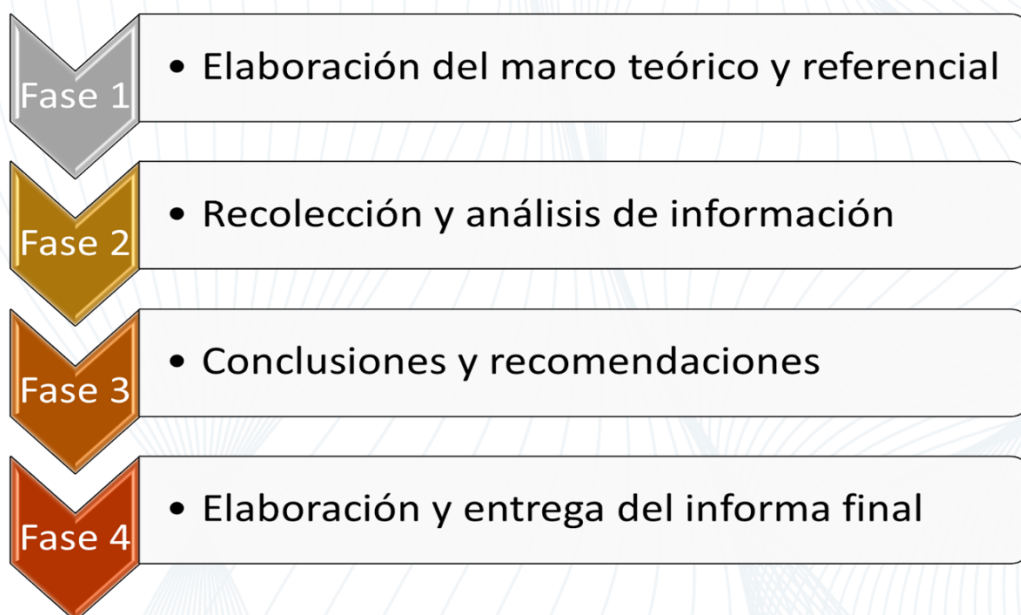 Fase 1
• Elaboración del marco teórico y referencial
Fase 2
• Recolección y análisis de información
Fase 3
• Conclusiones y recomendaciones
Fase 4
• Elaboración y entrega del informa final